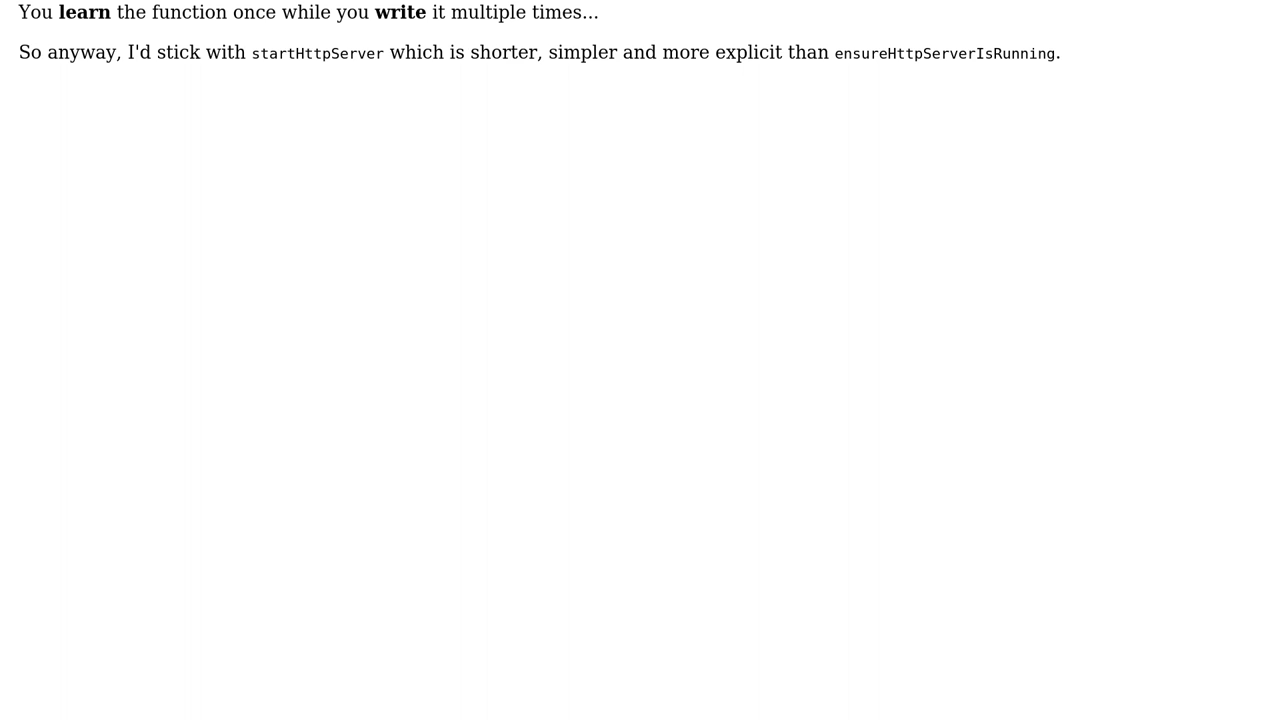 You learn the function once while you write it multiple times...
So anyway, I'd stick with startHttpServer which is shorter, simpler and more explicit than ensureHttpServerIsRunning.